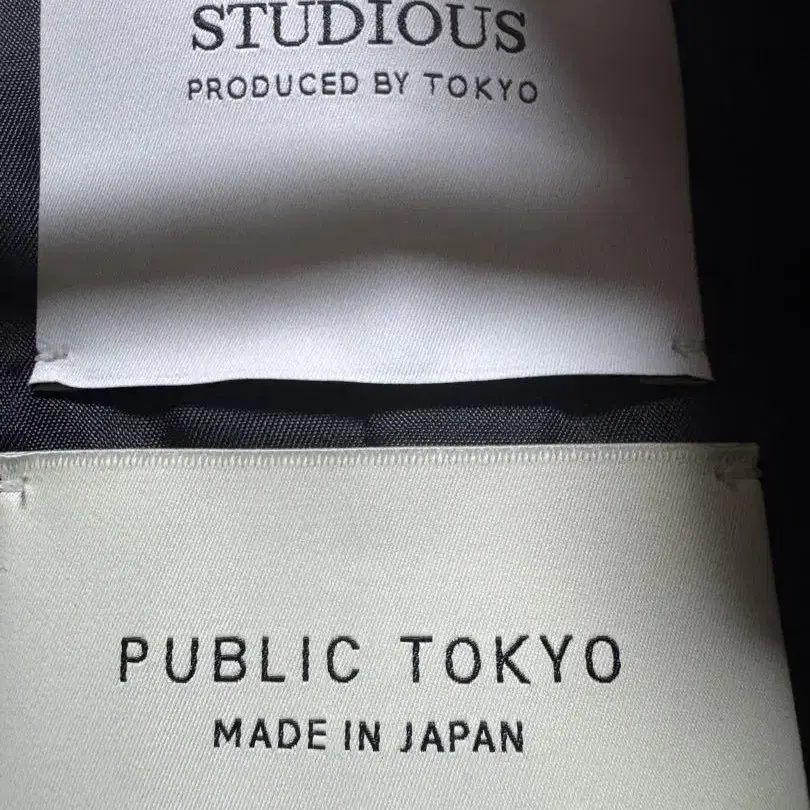 STUDIOUS
PRODUCED BY TOKYO
PUBLIC TOKYO
MADE IN JAPAN